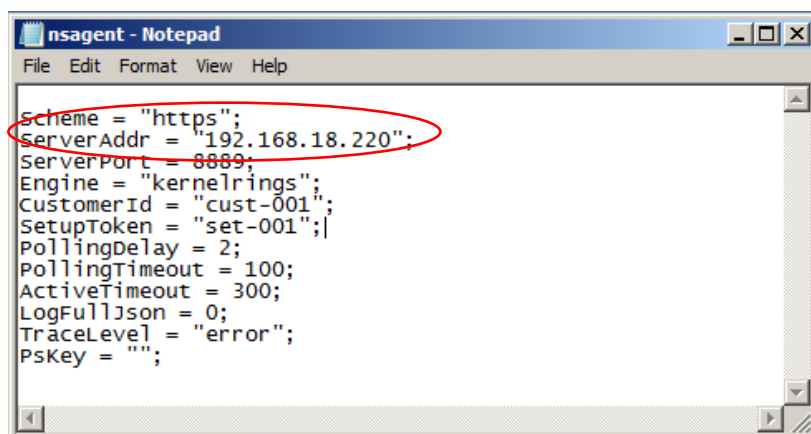 nsagent - Notepad
File Edit Format View Help
Scheme = "https";
ServerAddr = "192.168.18.220";
ServerPort = 8889;
Engine = "kernelrings";
CustomerId = "cust-001";
SetupToken = "set-001";
PollingDelay = 2;
PollingTimeout = 100;
ActiveTimeout = 300;
LogFullJson = 0;
TraceLevel = "error";
PsKey = "";